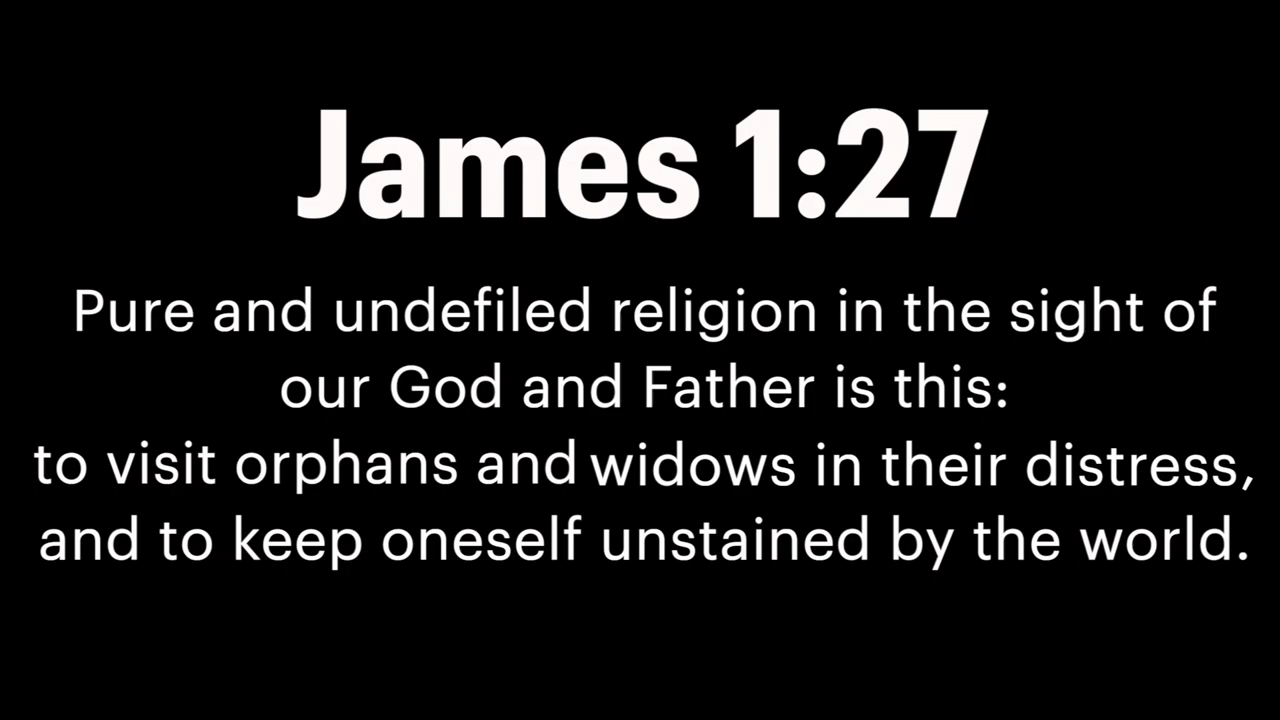 James 1:27
Pure and undefiled religion in the sight of
our God and Father is this:
to visit orphans and widows in their distress,
and to keep oneself unstained by the world.